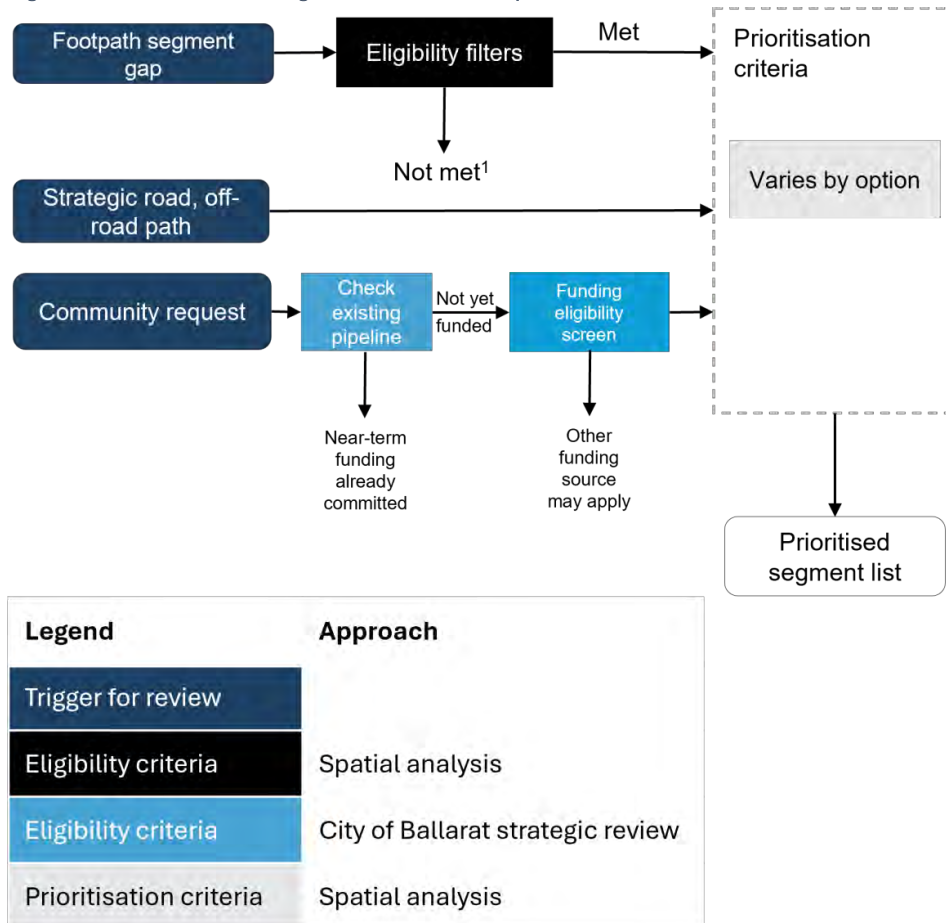 Footpath segment
gap
Eligibility filters
Met
Prioritisation
criteria
Not met¹
Varies by option
Strategic road, off-
road path
Community request
Check
existing
pipeline
Not yet
funded
Funding
eligibility
screen
Near-term
funding
already
committed
Other
funding
source
may apply
Prioritised
segment list
Legend Approach
Trigger for review
Eligibility criteria Spatial analysis
Eligibility criteria City of Ballarat strategic review
Prioritisation criteria Spatial analysis